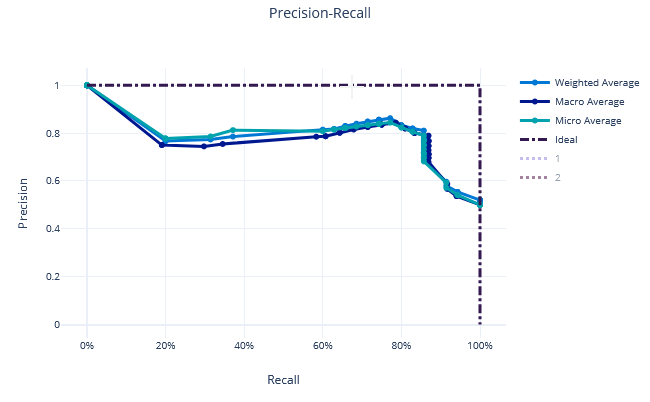 Precision-Recall
1
0.8
0.6
0.4
0.2
0
Precision
0%
20%
40%
60%
80%
100%
Recall
Weighted Average
Macro Average
Micro Average
Ideal
1
2